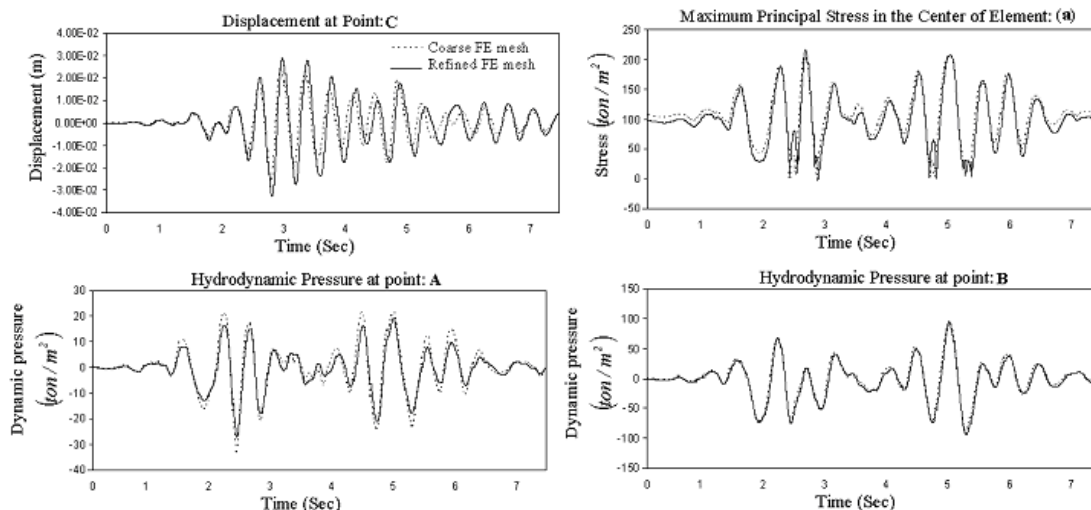 Displacement at Point: C
Displacement (m)
4.00E-02
3.00E-02
2.00E-02
1.00E-02
0.00E+00
-1.00E-02
-2.00E-02
-3.00E-02
-4.00E-02
Coarse FE mesh
Refined FE mesh
0 1 2 3 4 5 6 7
Time (Sec)
Maximum Principal Stress in the Center of Element: (a)
Stress (ton / m²)
250
200
150
100
50
0
-50
0 1 2 3 4 5 6 7
Time (Sec)
Hydrodynamic Pressure at point: A
Dynamic pressure
(ton / m²)
30
20
10
0
-10
-20
-30
-40
0 1 2 3 4 5 6 7
Time (Sec)
Hydrodynamic Pressure at point: B
Dynamic pressure
(ton / m²)
150
100
50
0
-50
-100
-150
0 1 2 3 4 5 6 7
Time (Sec)